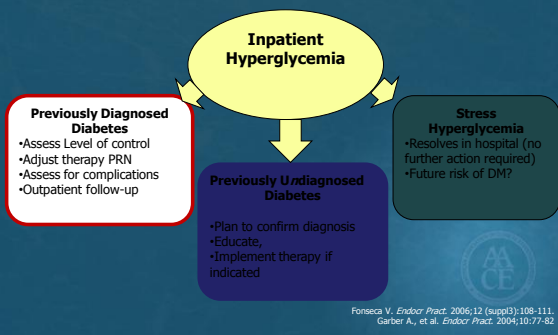 Inpatient
Hyperglycemia
Previously Diagnosed
Diabetes
•Assess Level of control
•Adjust therapy PRN
•Assess for complications
•Outpatient follow-up
Previously Undiagnosed
Diabetes
•Plan to confirm diagnosis
•Educate,
•Implement therapy if
indicated
Stress
Hyperglycemia
•Resolves in hospital (no
further action required)
•Future risk of DM?
AA
CE
Fonseca V. Endocr Pract. 2006;12 (suppl3):108-111.
Garber A., et al. Endocr Pract. 2004;10:77-82